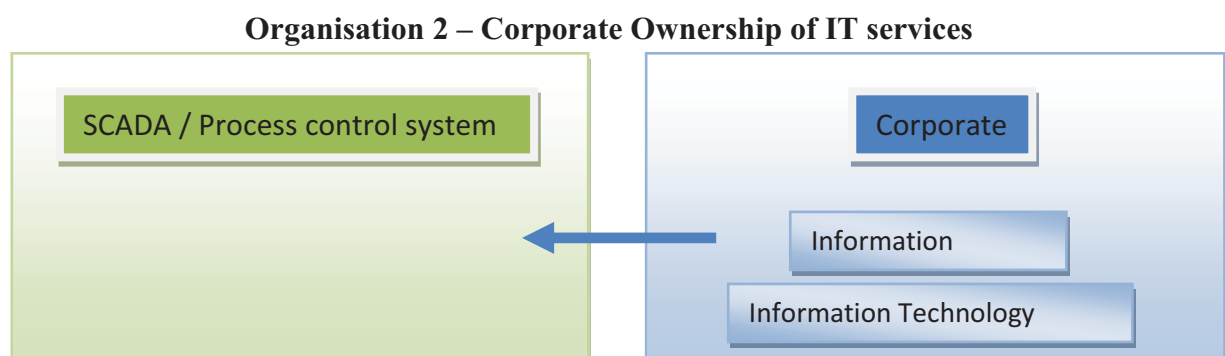 Organisation 2 – Corporate Ownership of IT services
SCADA / Process control system
Corporate
Information
Information Technology